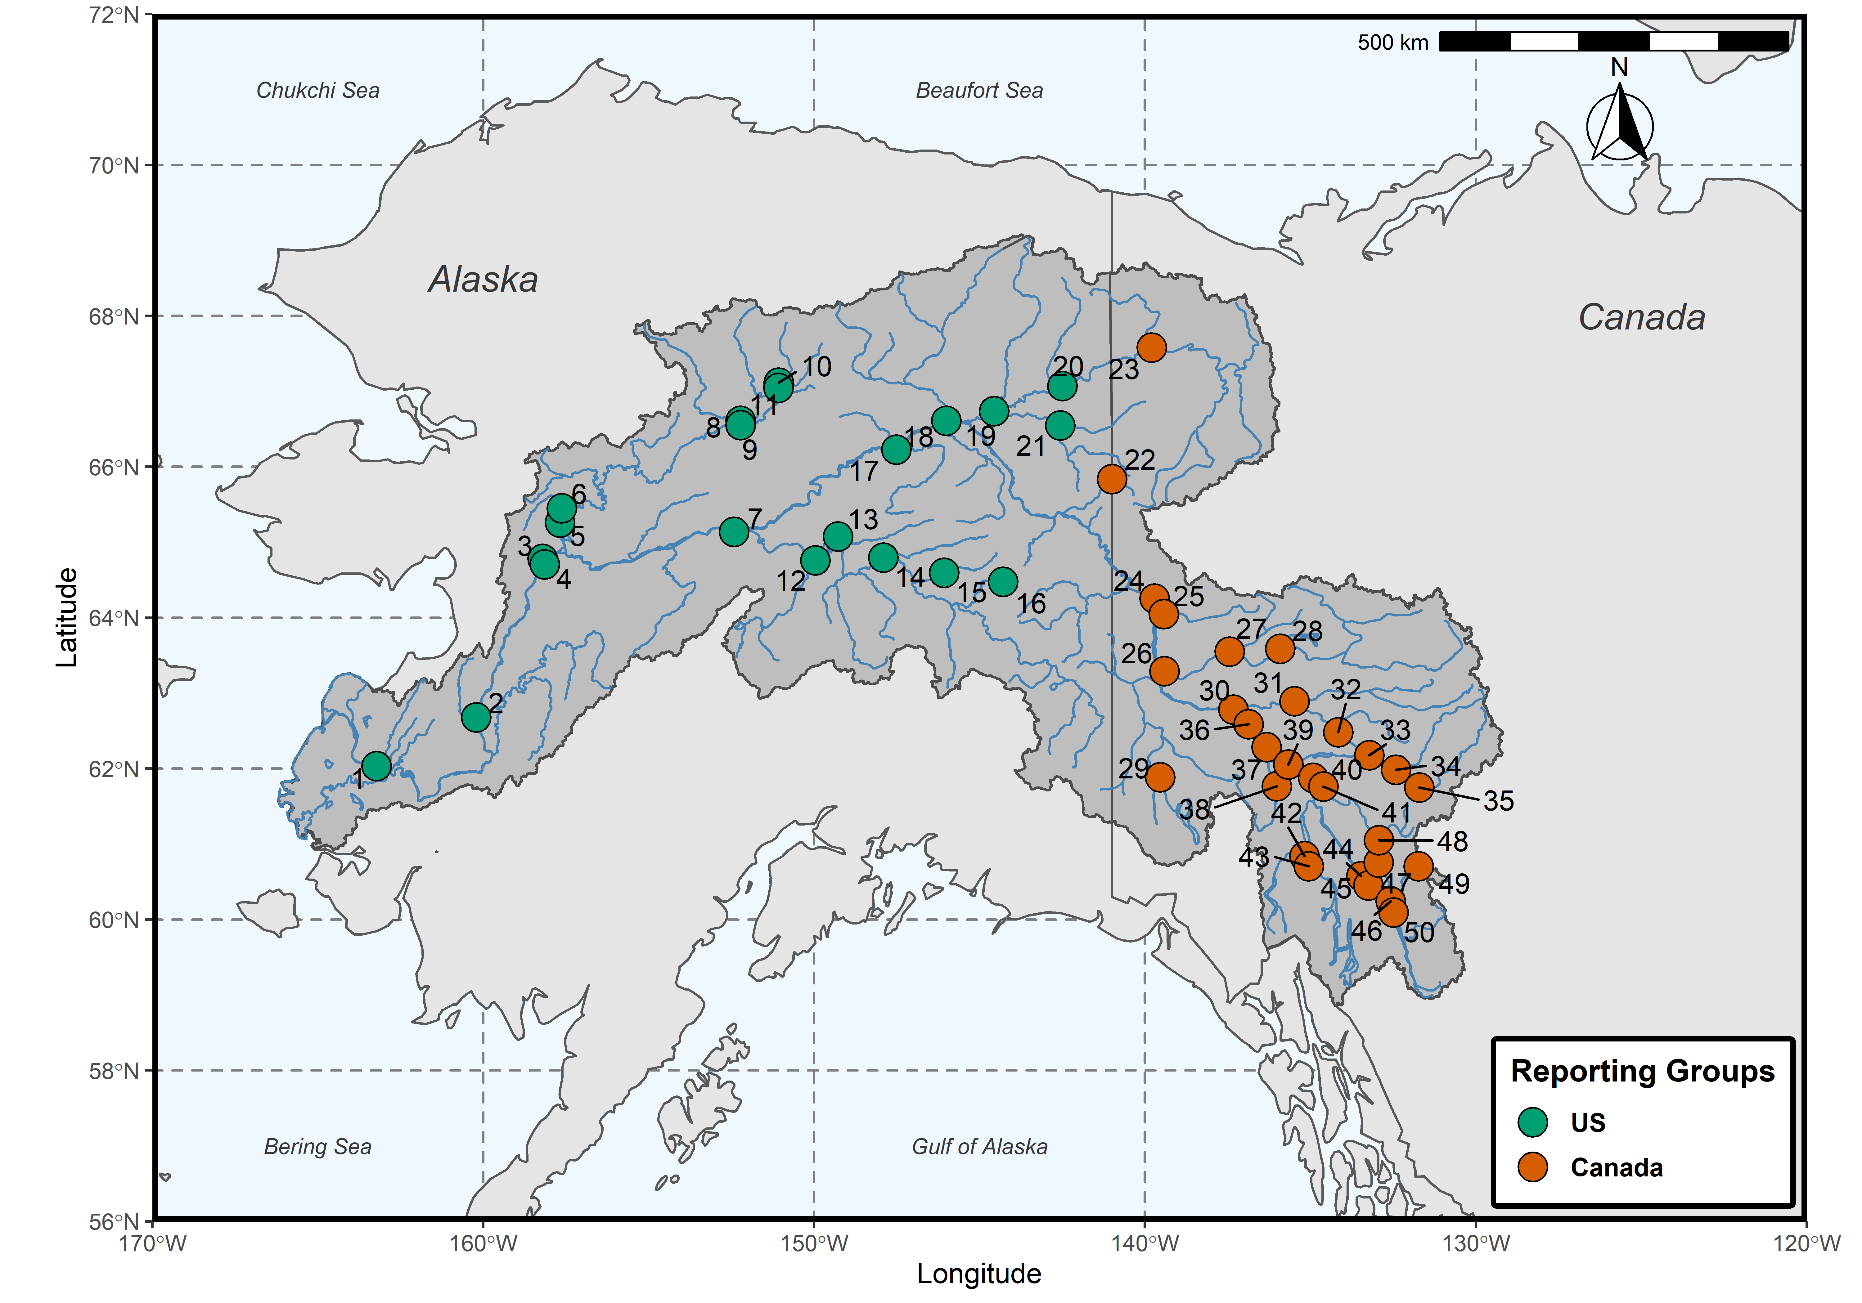 72°N
500 km
N
Chukchi Sea
Beaufort Sea
70°N
Alaska
Canada
68°N
10
20
23
11
8
9
18
19
21
17
22
66°N
6
7
13
5
3
4
12
14
15
16
24
25
64°N
27
28
26
Latitude
30
31
32
2
36
39
33
1
62°N
29
37
40
34
38
42
41
35
43
44
48
45
47
49
46
50
60°N
58°N
Reporting Groups
US
Canada
Bering Sea
Gulf of Alaska
56°N
170°W
160°W
150°W
140°W
130°W
120°W
Longitude